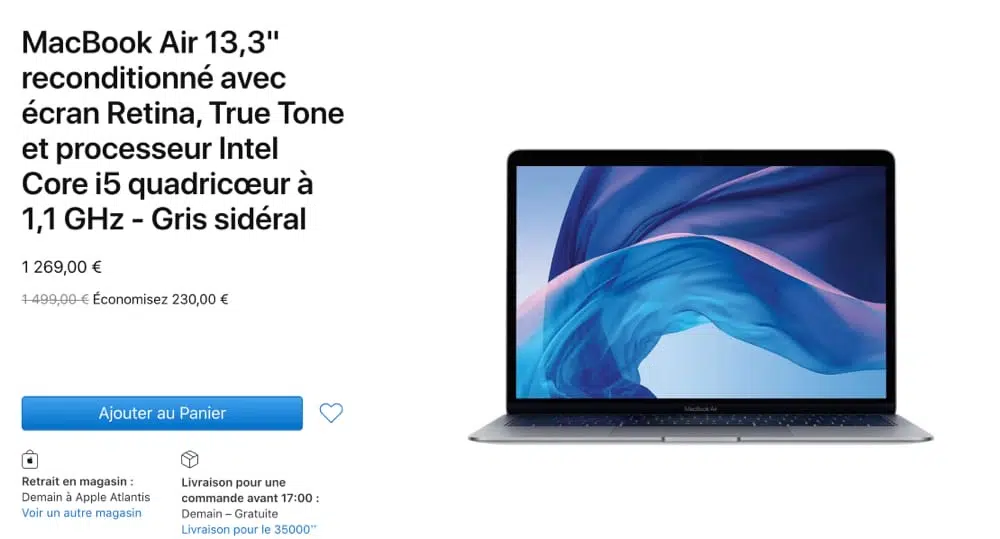 MacBook Air 13,3"
reconditionné avec
écran Retina, True Tone
et processeur Intel
Core i5 quadricœur à
1,1 GHz - Gris sidéral
1 269,00 €
1 499,00 € Économisez 230,00 €
Ajouter au Panier
Retrait en magasin :
Demain à Apple Atlantis
Voir un autre magasin
Livraison pour une
commande avant 17:00 :
Demain – Gratuite
Livraison pour le 35000**
MacBook Air